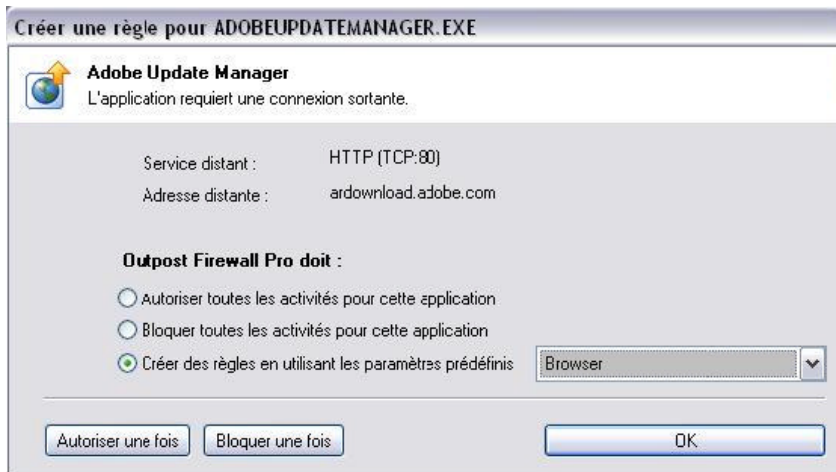 Créer une règle pour ADOBEUPDATEMANAGER.EXE
Adobe Update Manager
L'application requiert une connexion sortante.
Service distant : HTTP (TCP:80)
Adresse distante : ardownload.adobe.com
Outpost Firewall Pro doit :
Autoriser toutes les activités pour cette application
Bloquer toutes les activités pour cette application
Créer des règles en utilisant les paramètres prédéfinis Browser
Autoriser une fois Bloquer une fois OK